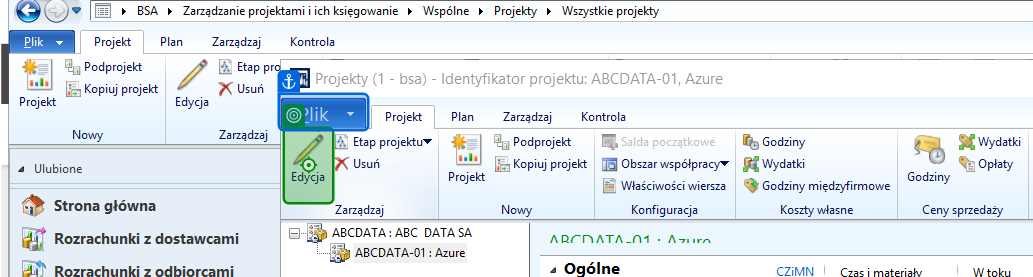 BSA ▸ Zarządzanie projektami i ich księgowanie ▸ Wspólne ▸ Projekty ▸ Wszystkie projekty
Plik Projekt Plan Zarządzaj Kontrola
Projekt
Podprojekt
Kopiuj projekt
Nowy
Edycja
Etap pro
Usuń
Zarządzaj
Ulubione
Strona główna
Rozrachunki z dostawcami
Rozrachunki z odbiorcami
Projekty (1 - bsa) - Identyfikator projektu: ABCDATA-01, Azure
Plik Projekt Plan Zarządzaj Kontrola
Edycja
Etap projektu
Usuń
Zarządzaj
Projekt
Podprojekt
Kopiuj projekt
Nowy
Salda początkowe
Obszar współpracy
Właściwości wiersza
Konfiguracja
Godziny
Wydatki
Godziny międzyfirmowe
Koszty własne
Godziny
Wydatki
Opłaty
Ceny sprzedaży
ABCDATA : ABC DATA SA
ABCDATA-01 : Azure
ABCDATA-01 : Azure
Ogólne
CZiMN Czas i materiały W toku